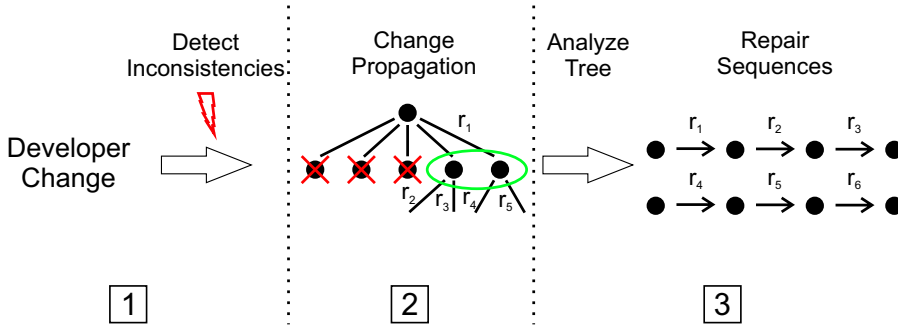 Detect
Inconsistencies
Developer
Change
1
Change
Propagation
r1
r2
r3
r4
r5
2
Analyze
Tree
Repair
Sequences
r1 r2 r3
r4 r5 r6
3